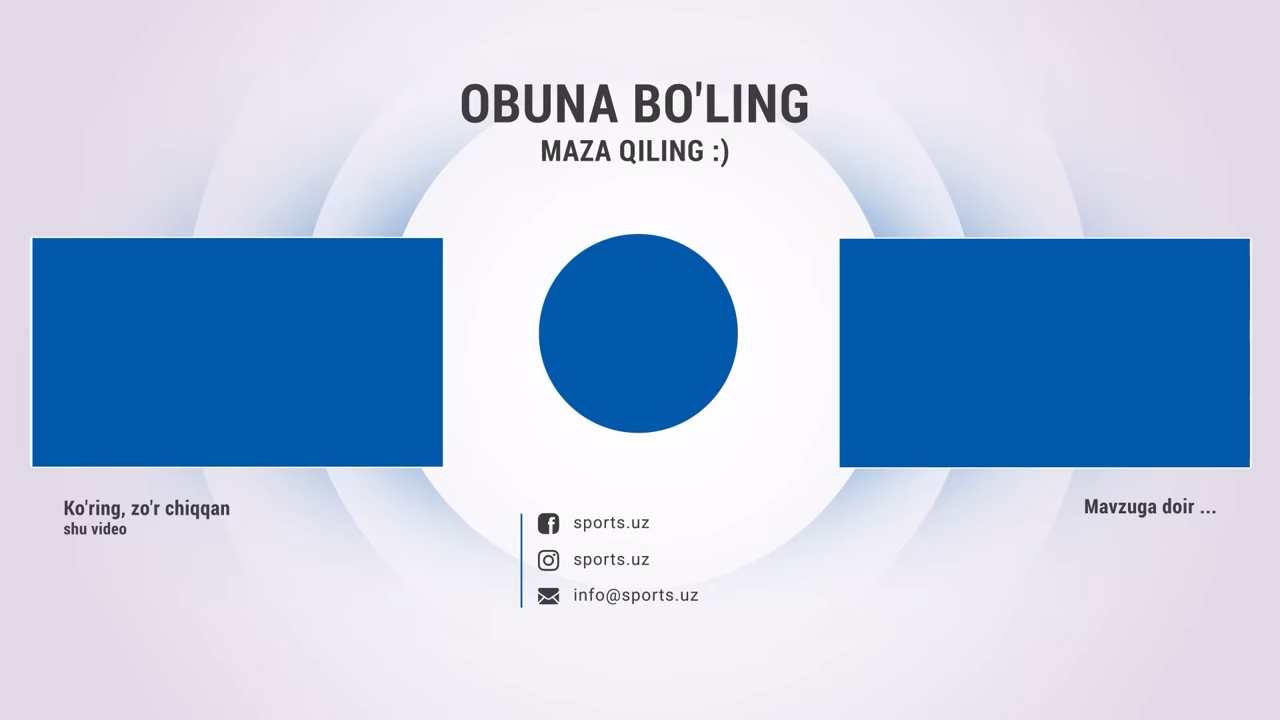 OBUNA BO'LING
MAZA QILING :)
Ko'ring, zo'r chiqqan
shu video
Mavzuga doir ...
sports.uz
sports.uz
info@sports.uz